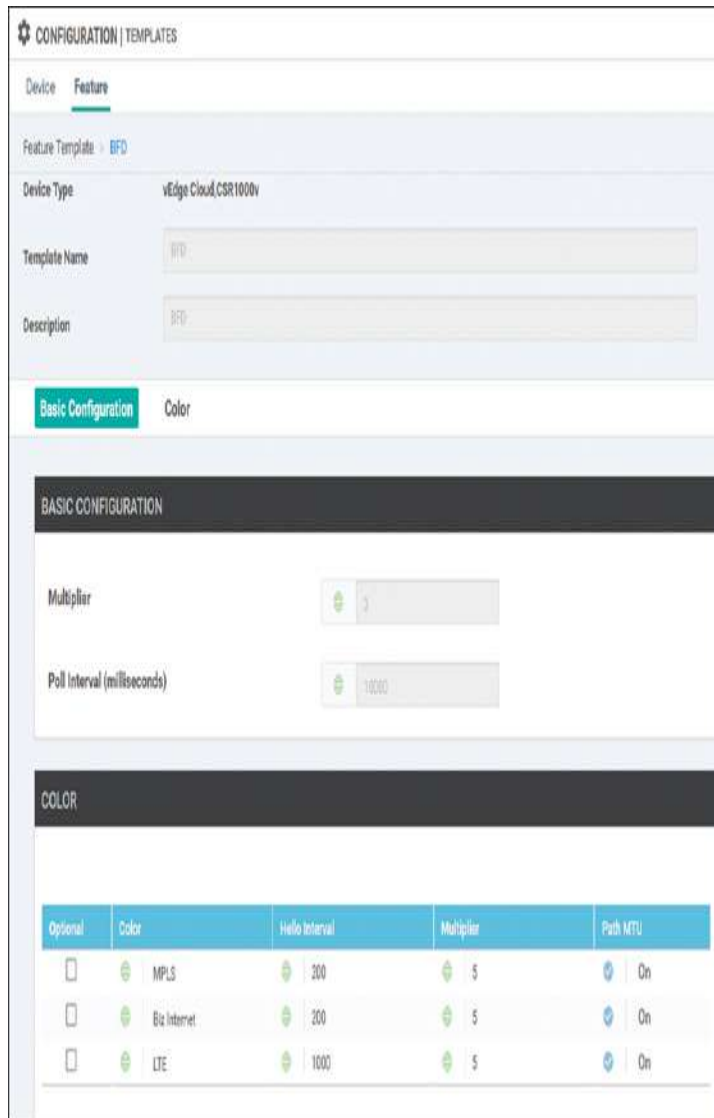 CONFIGURATION | TEMPLATES
Device Feature
Feature Template > BFD
Device Type vEdge Cloud,CSR1000v
Template Name BFD
Description BFD
Basic Configuration Color
BASIC CONFIGURATION
Multiplier 3
Poll Interval (milliseconds) 10000
COLOR
Optional Color Hello Interval Multiplier Path MTU
MPLS 200 5 On
Biz Internet 200 5 On
LTE 1000 5 On